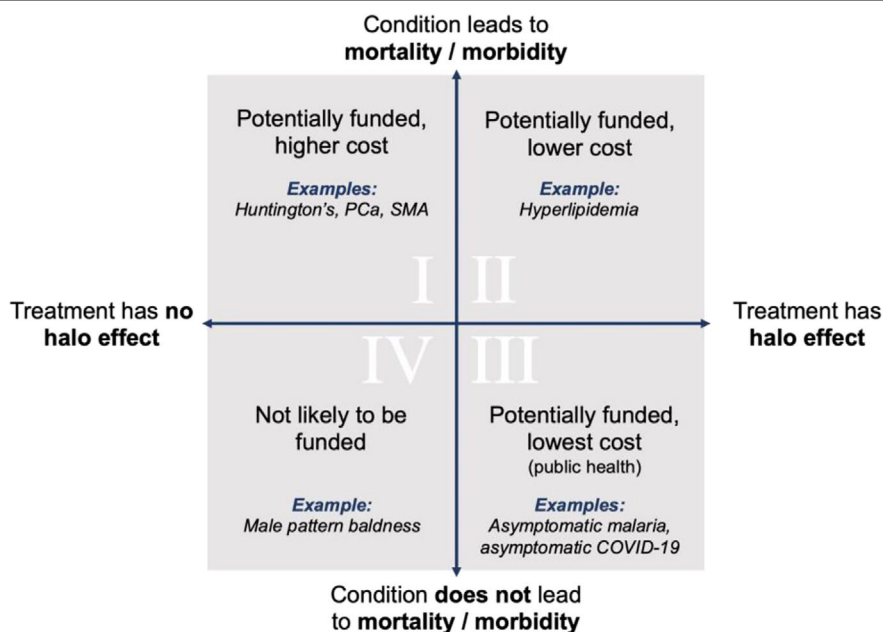 Condition leads to
mortality / morbidity
Potentially funded,
higher cost
Examples:
Huntington's, PCa, SMA
Potentially funded,
lower cost
Example:
Hyperlipidemia
I
II
Treatment has no
halo effect
Treatment has
halo effect
IV
III
Not likely to be
funded
Example:
Male pattern baldness
Potentially funded,
lowest cost
(public health)
Examples:
Asymptomatic malaria,
asymptomatic COVID-19
Condition does not lead
to mortality / morbidity